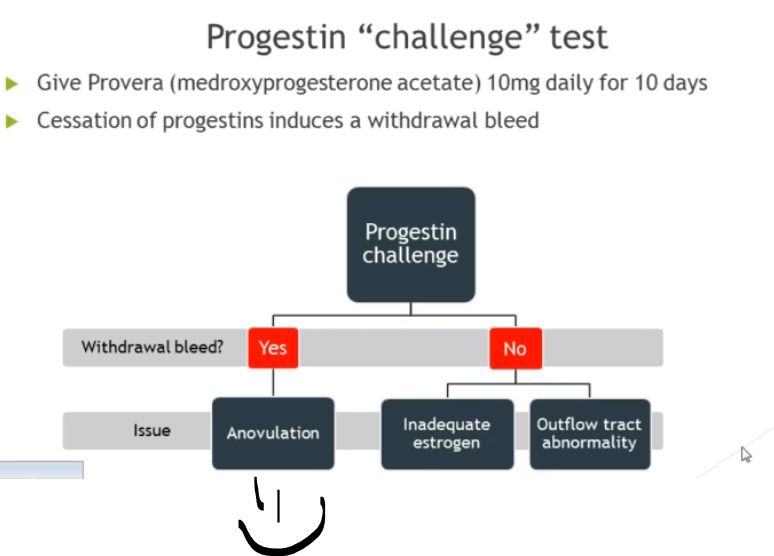 Progestin “challenge” test
Give Provera (medroxyprogesterone acetate) 10mg daily for 10 days
Cessation of progestins induces a withdrawal bleed
Progestin
challenge
Withdrawal bleed?
Yes
No
Issue
Anovulation
Inadequate
estrogen
Outflow tract
abnormality